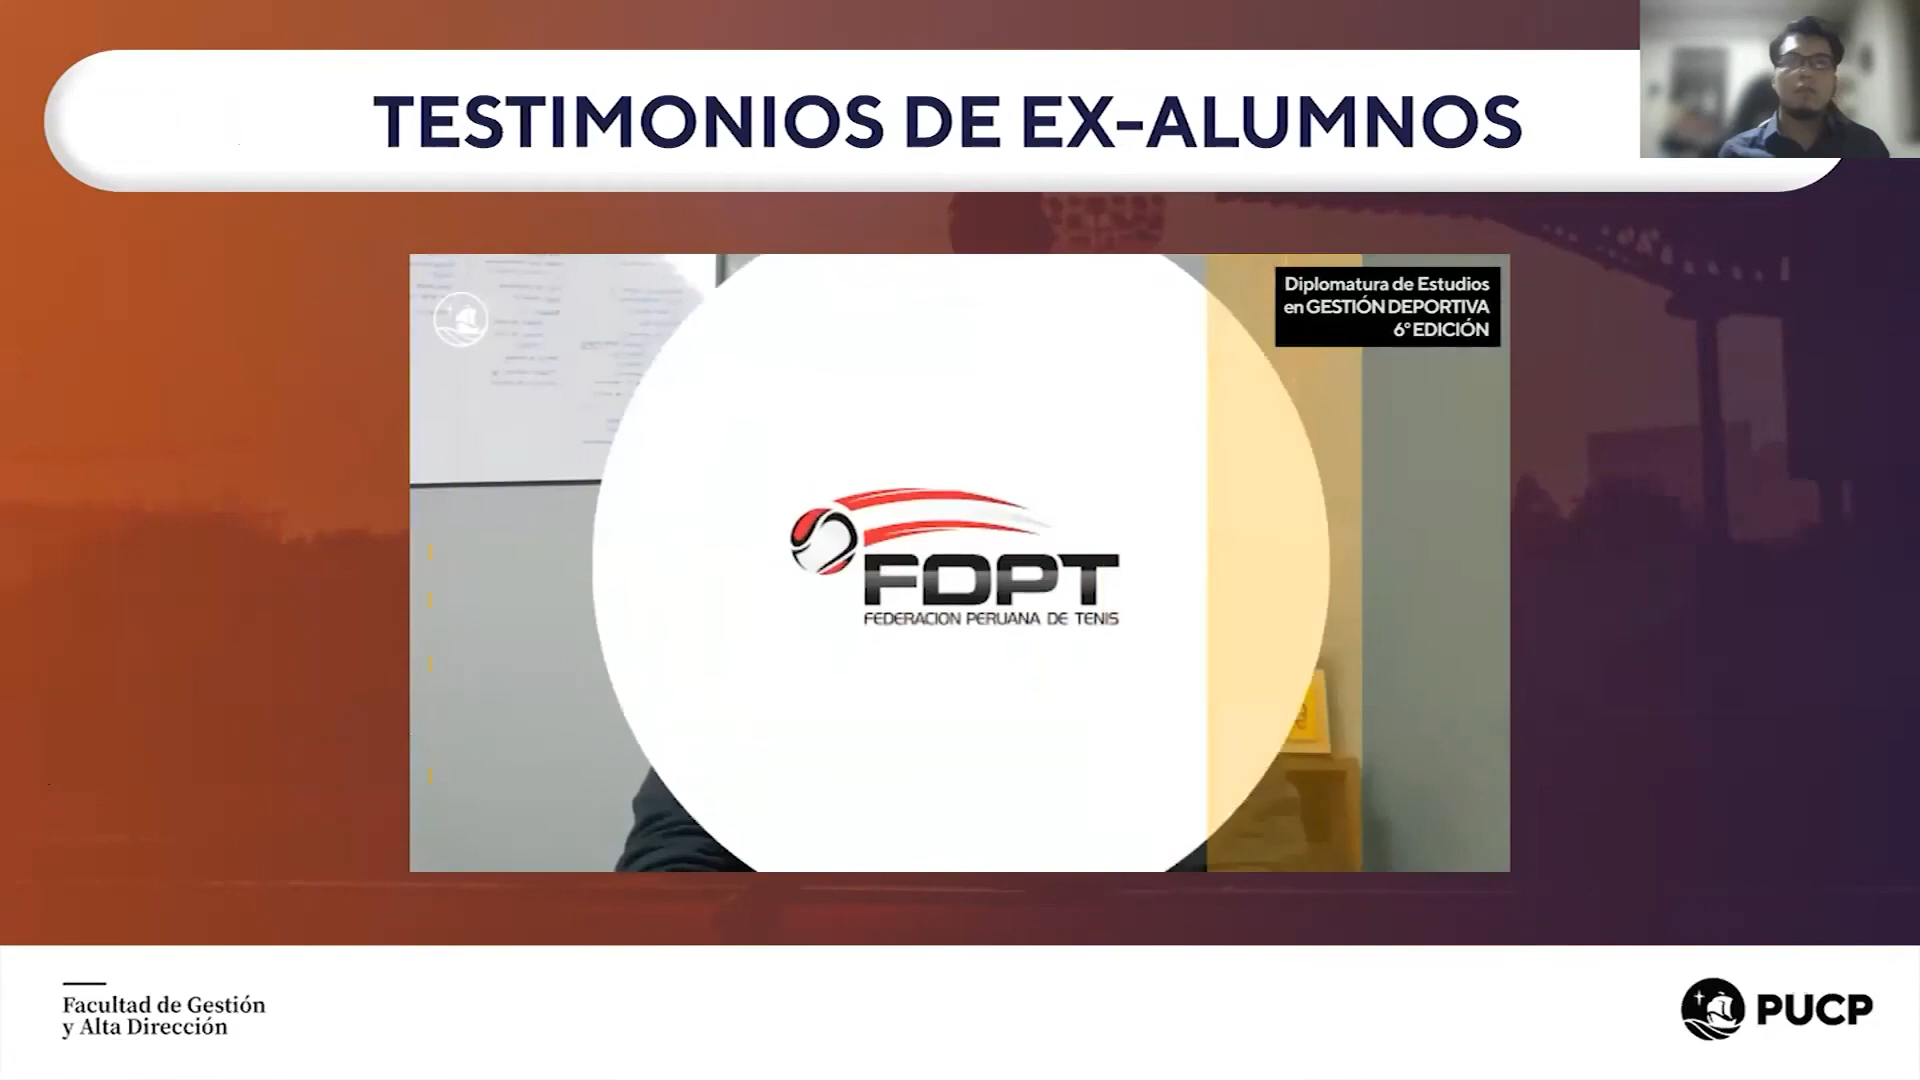 TESTIMONIOS DE EX-ALUMNOS
Diplomatura de Estudios
en GESTIÓN DEPORTIVA
6° EDICIÓN
FDPT
FEDERACION PERUANA DE TENIS
Facultad de Gestión
y Alta Dirección
PUCP